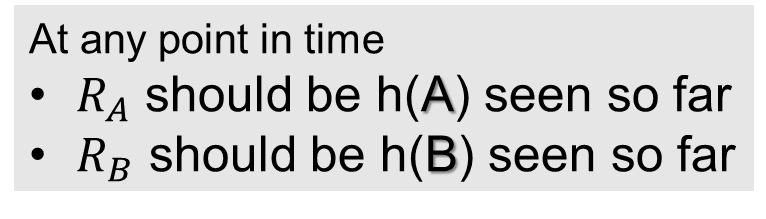 At any point in time
• R_A should be h(A) seen so far
• R_B should be h(B) seen so far